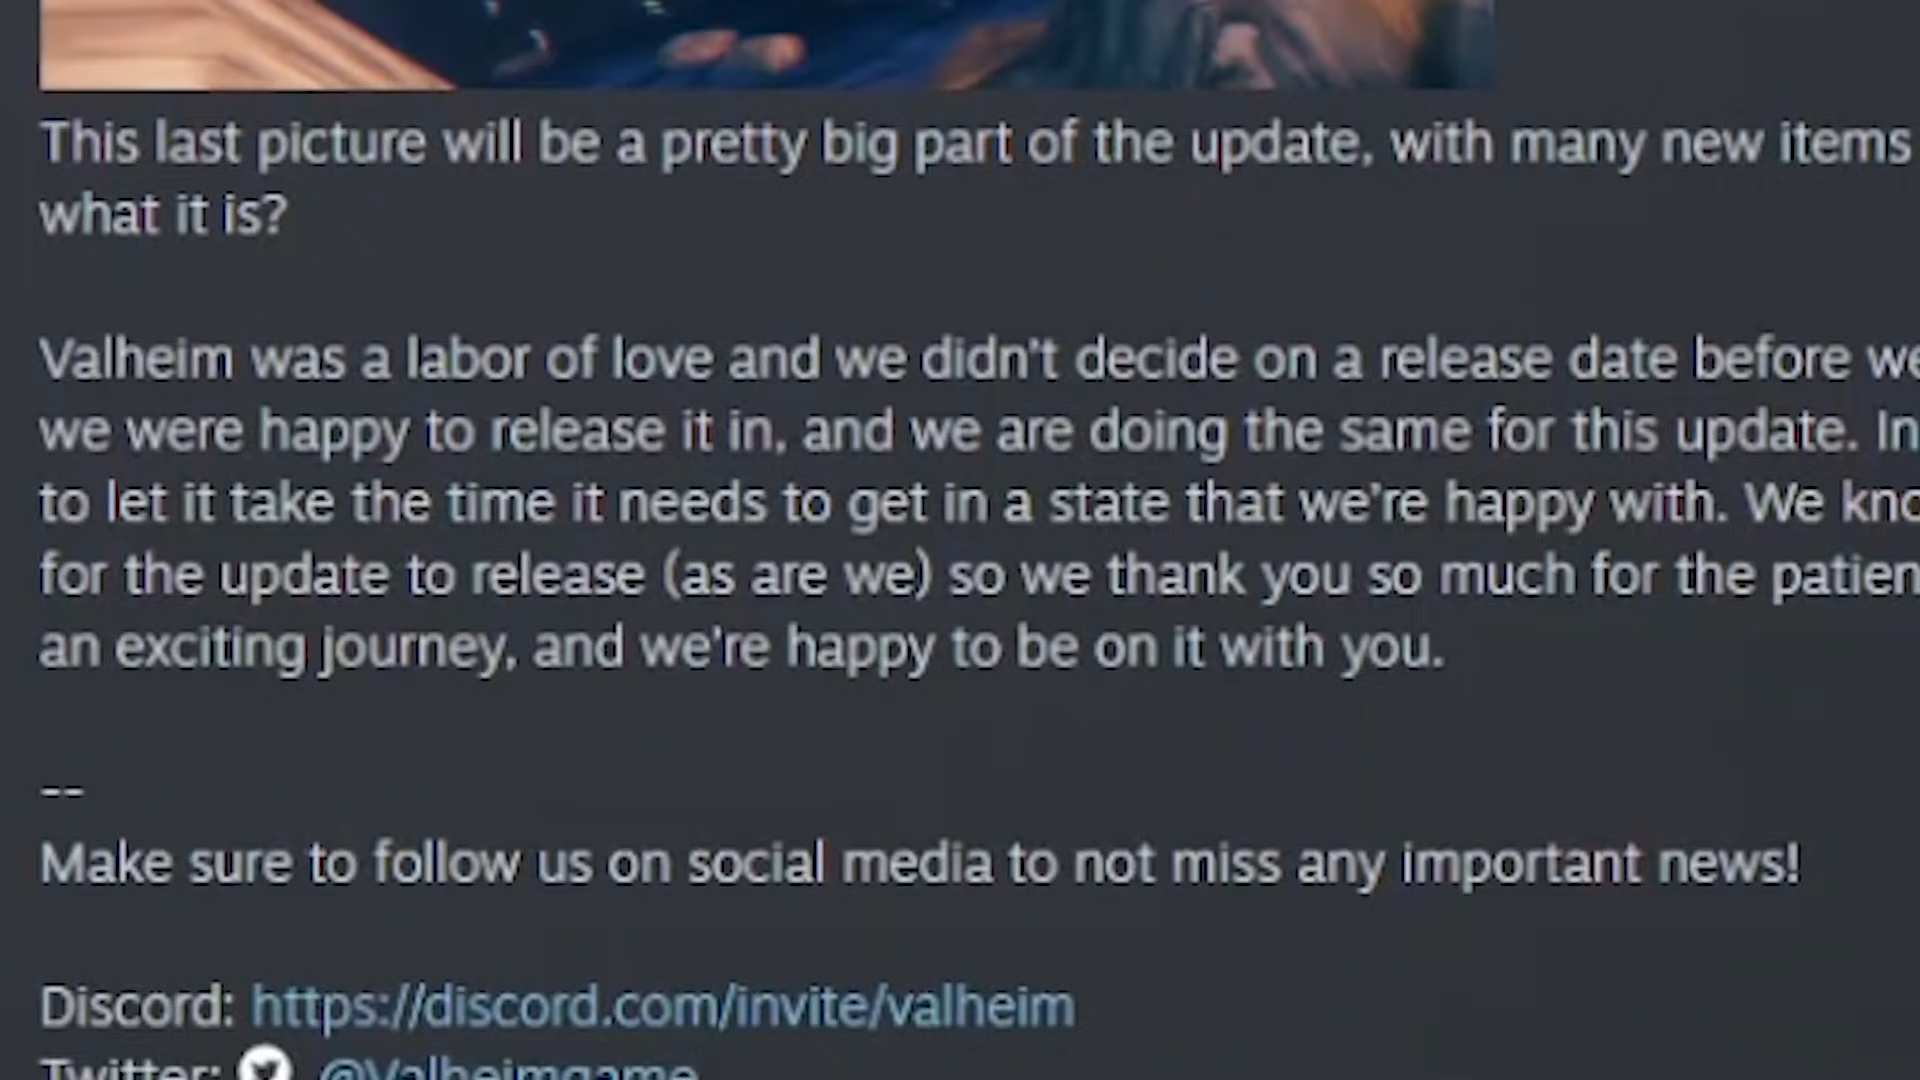 This last picture will be a pretty big part of the update, with many new items
what it is?
Valheim was a labor of love and we didn't decide on a release date before we
we were happy to release it in, and we are doing the same for this update. In
to let it take the time it needs to get in a state that we're happy with. We kno
for the update to release (as are we) so we thank you so much for the patien
an exciting journey, and we're happy to be on it with you.
--
Make sure to follow us on social media to not miss any important news!
Discord: https://discord.com/invite/valheim
Twitter: @Valheimgame